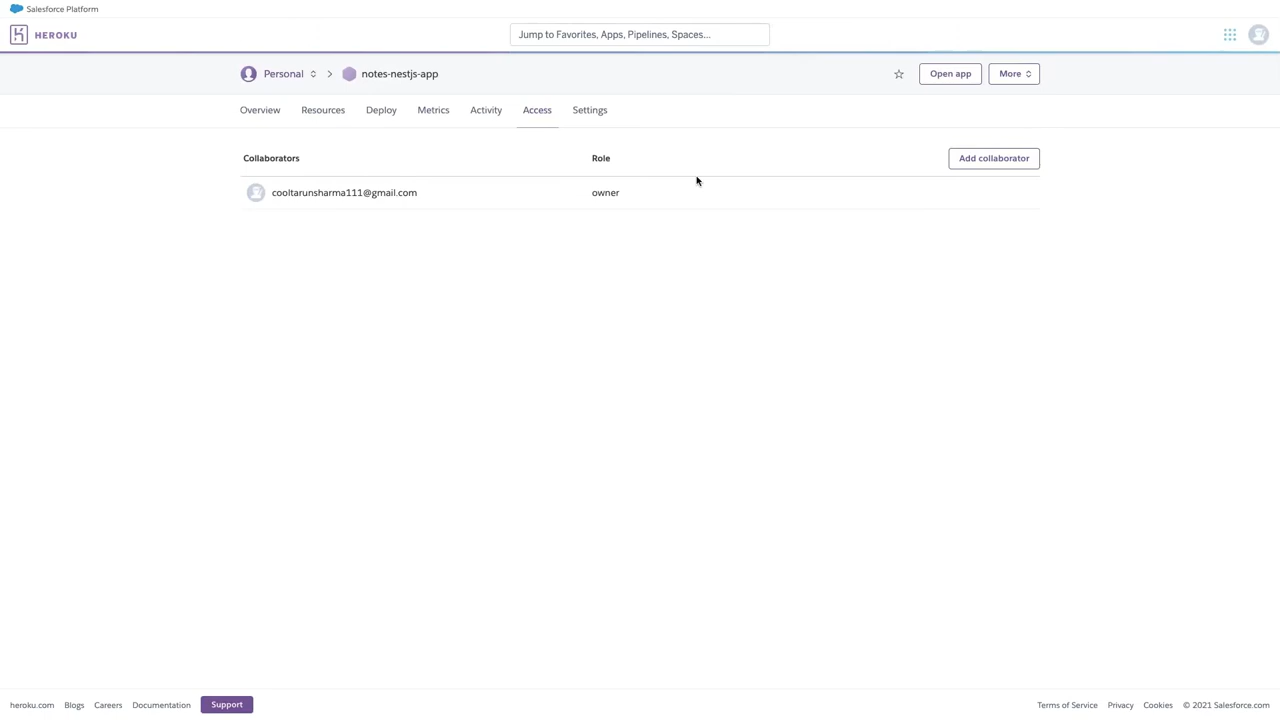 Salesforce Platform
HEROKU
Jump to Favorites, Apps, Pipelines, Spaces...
Personal
notes-nestjs-app
Open app
More
Overview Resources Deploy Metrics Activity Access Settings
Collaborators Role Add collaborator
cooltarunsharma111@gmail.com owner
heroku.com Blogs Careers Documentation Support Terms of Service Privacy Cookies © 2021 Salesforce.com